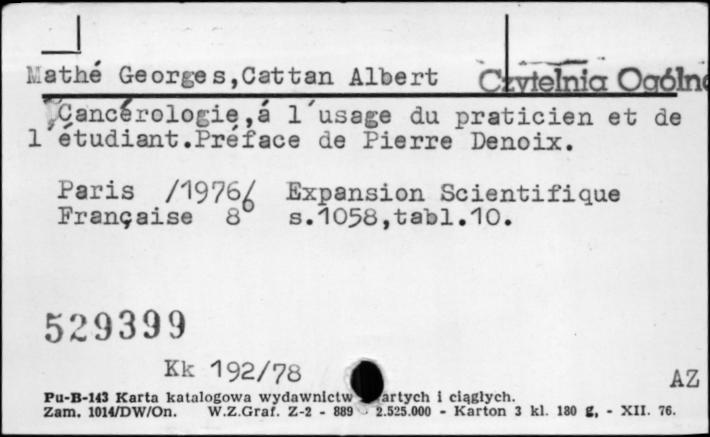 Mathé Georges,Cattan Albert Czytelnia Ogóln
Cancérologie,á l'usage du praticien et de
l'étudiant.Préface de Pierre Denoix.
Paris /1976/ Expansion Scientifique
Française 8° s.1058,tabl.10.
529399
Kk 192/78
AZ
Pu-B-143 Karta katalogowa wydawnictw artych i ciągłych.
Zam. 1014/DW/On. W.Z.Graf. Z-2 - 889 - 2.525.000 - Karton 3 kl. 180 g, - XII. 76.